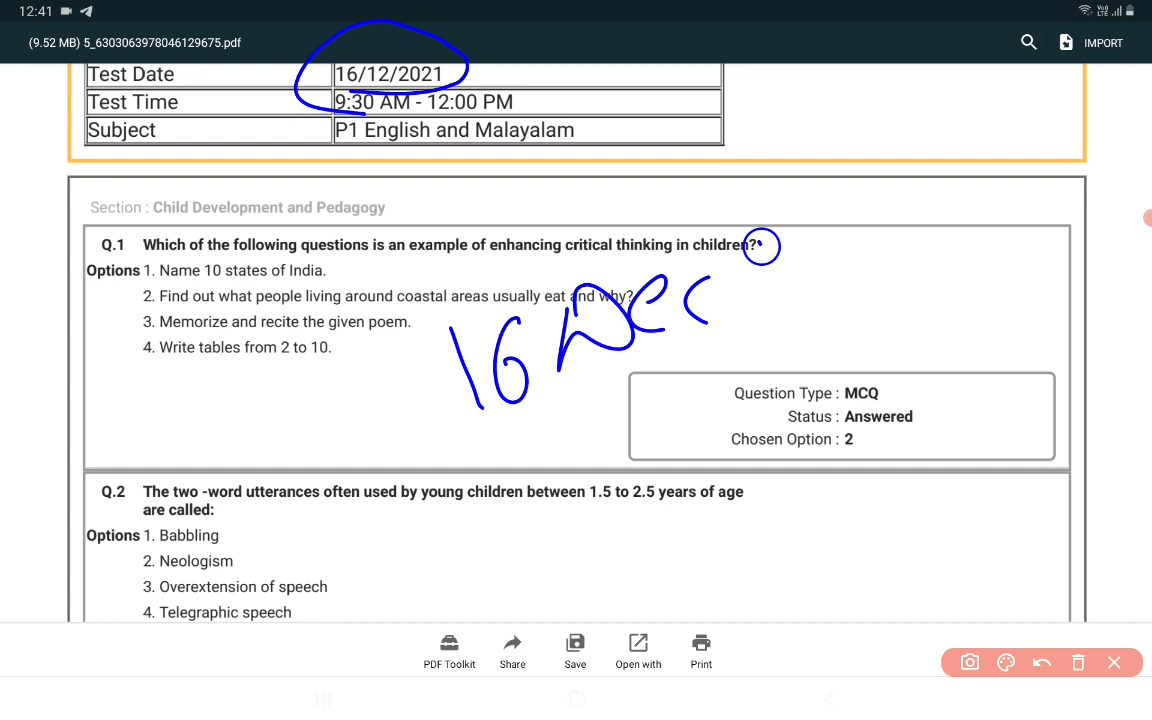 12:41
Vo) LTE
(9.52 MB) 5_6303063978046129675.pdf
IMPORT
Test Date 16/12/2021
Test Time 9:30 AM - 12:00 PM
Subject P1 English and Malayalam
Section : Child Development and Pedagogy
Q.1 Which of the following questions is an example of enhancing critical thinking in children?
Options 1. Name 10 states of India.
2. Find out what people living around coastal areas usually eat and why?
3. Memorize and recite the given poem.
4. Write tables from 2 to 10.
16 Dec
Question Type : MCQ
Status : Answered
Chosen Option : 2
Q.2 The two -word utterances often used by young children between 1.5 to 2.5 years of age
are called:
Options 1. Babbling
2. Neologism
3. Overextension of speech
4. Telegraphic speech
PDF Toolkit Share Save Open with Print